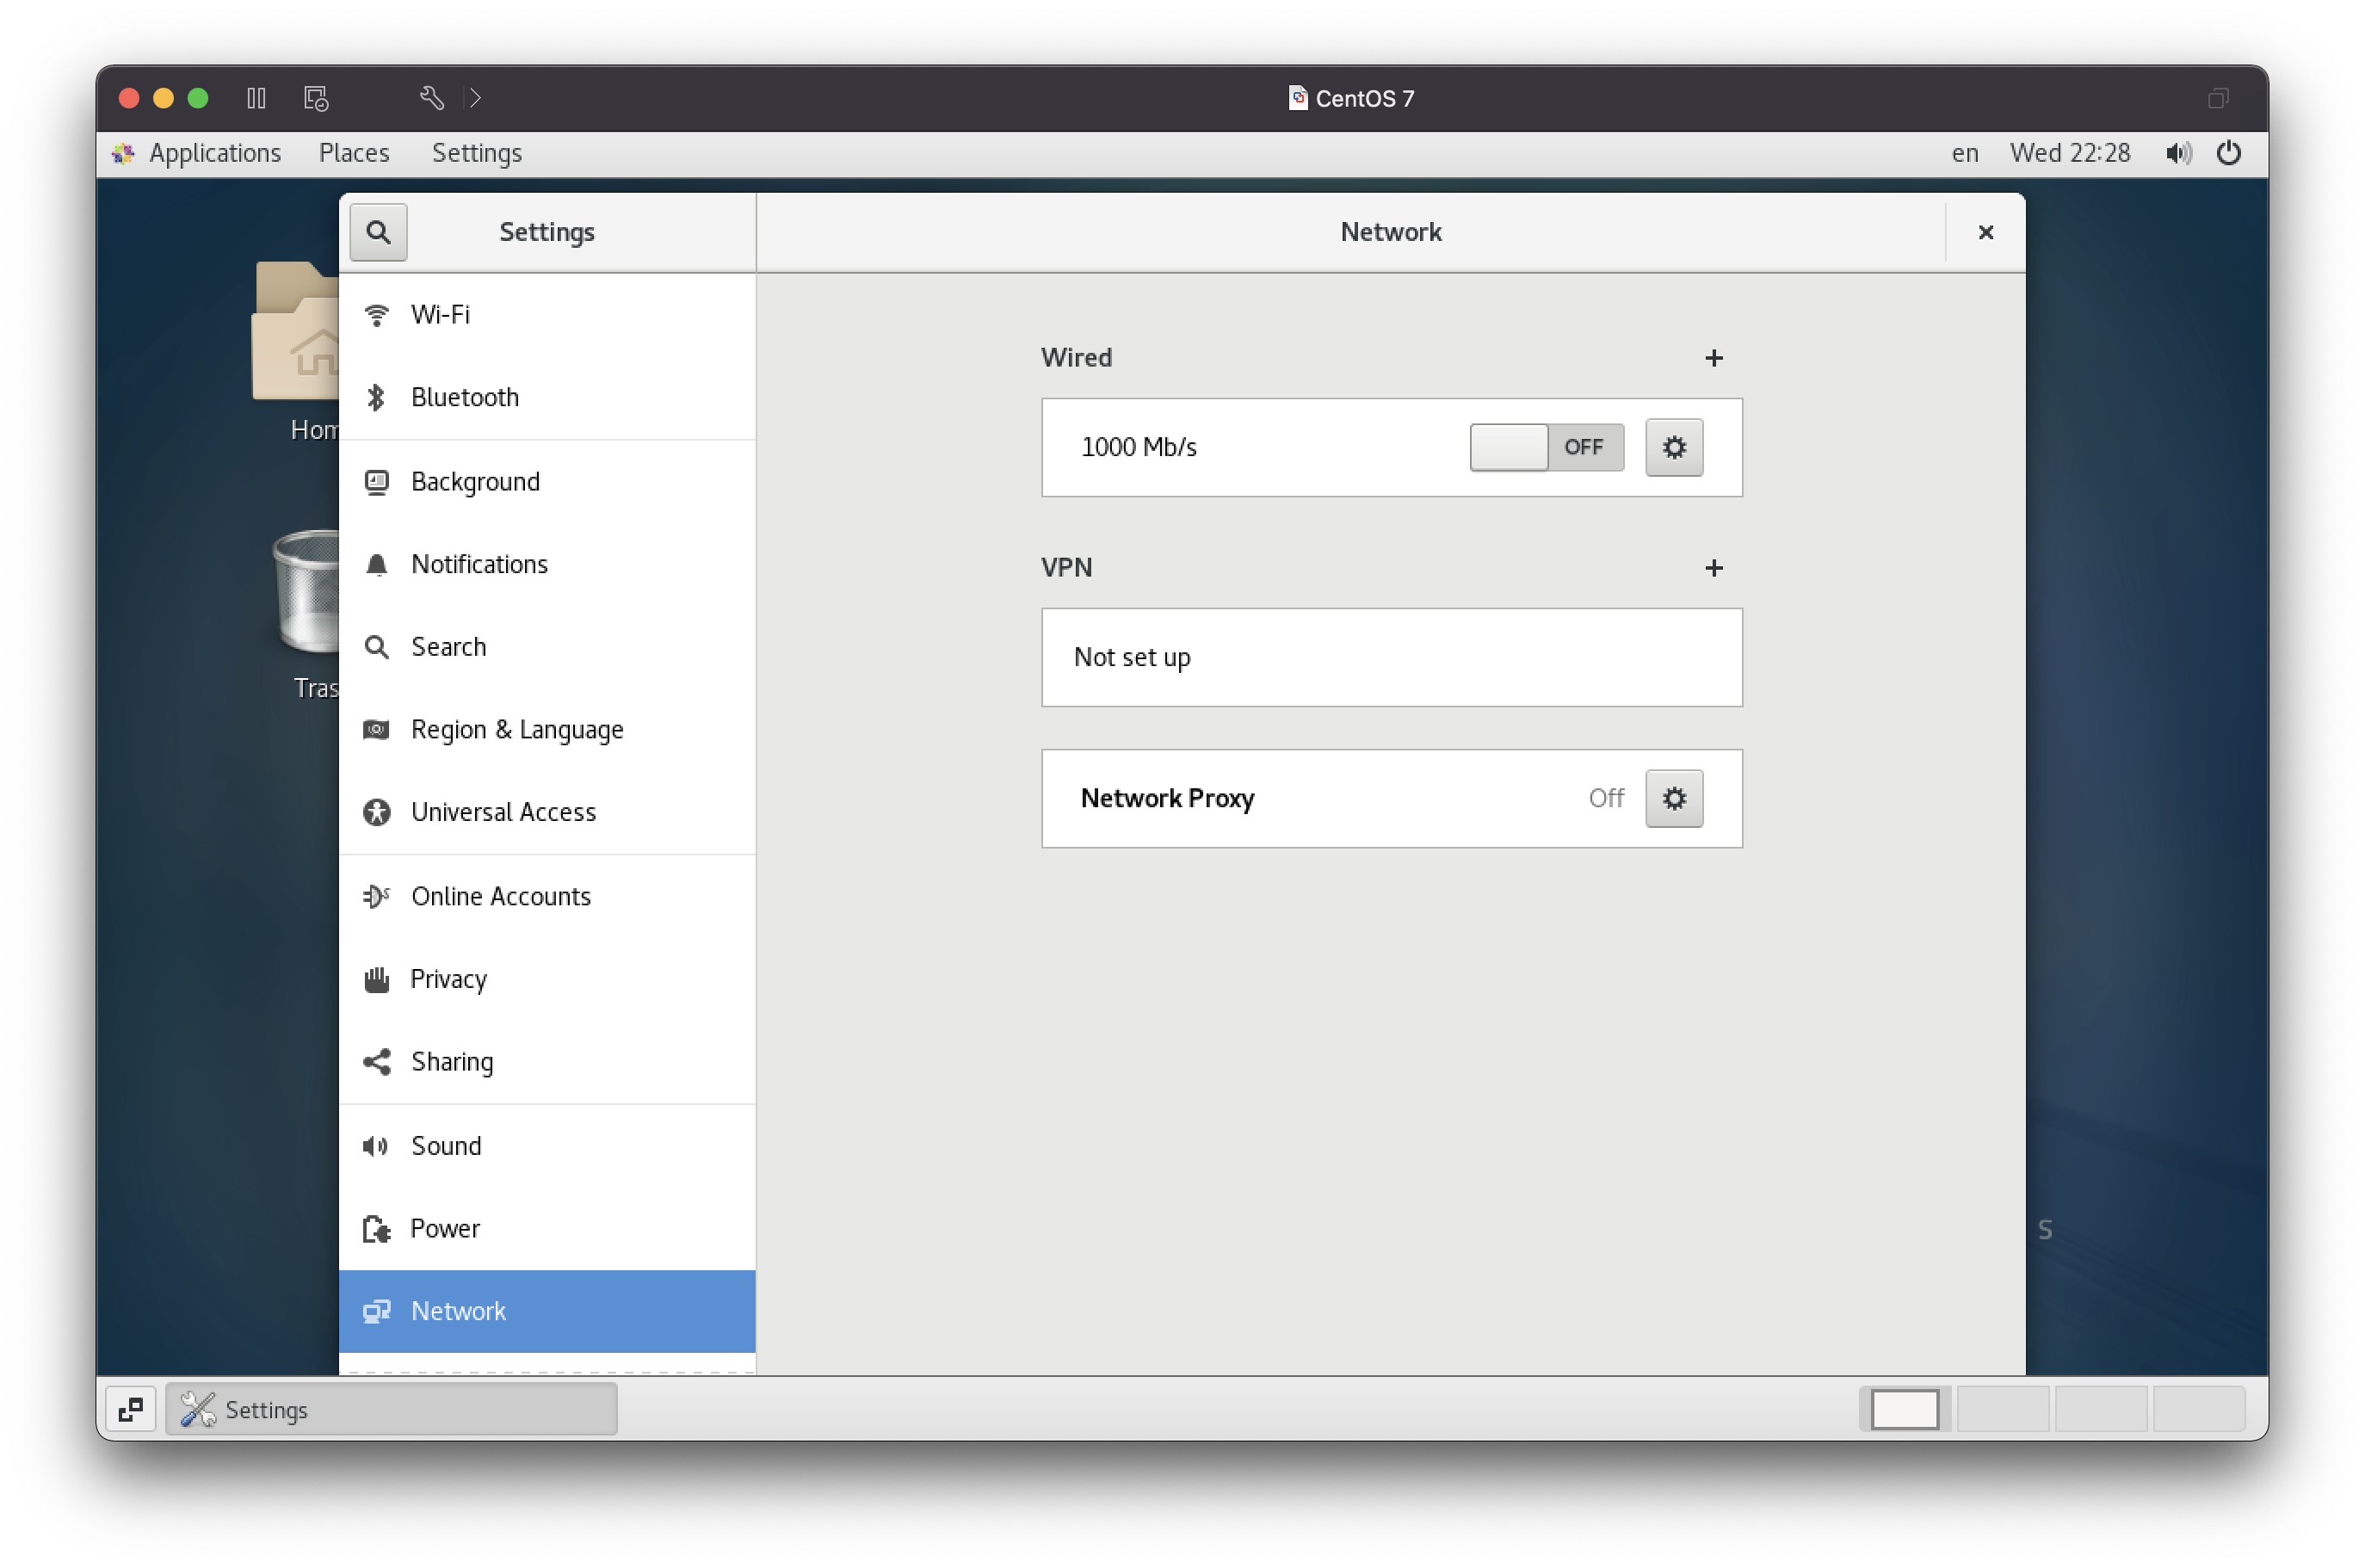 CentOS 7
Applications Places Settings en Wed 22:28
Settings Network
Wi-Fi
Bluetooth
Background
Notifications
Search
Region & Language
Universal Access
Online Accounts
Privacy
Sharing
Sound
Power
Network
Wired
1000 Mb/s OFF
VPN
Not set up
Network Proxy Off
Hom
Tras
S
Settings